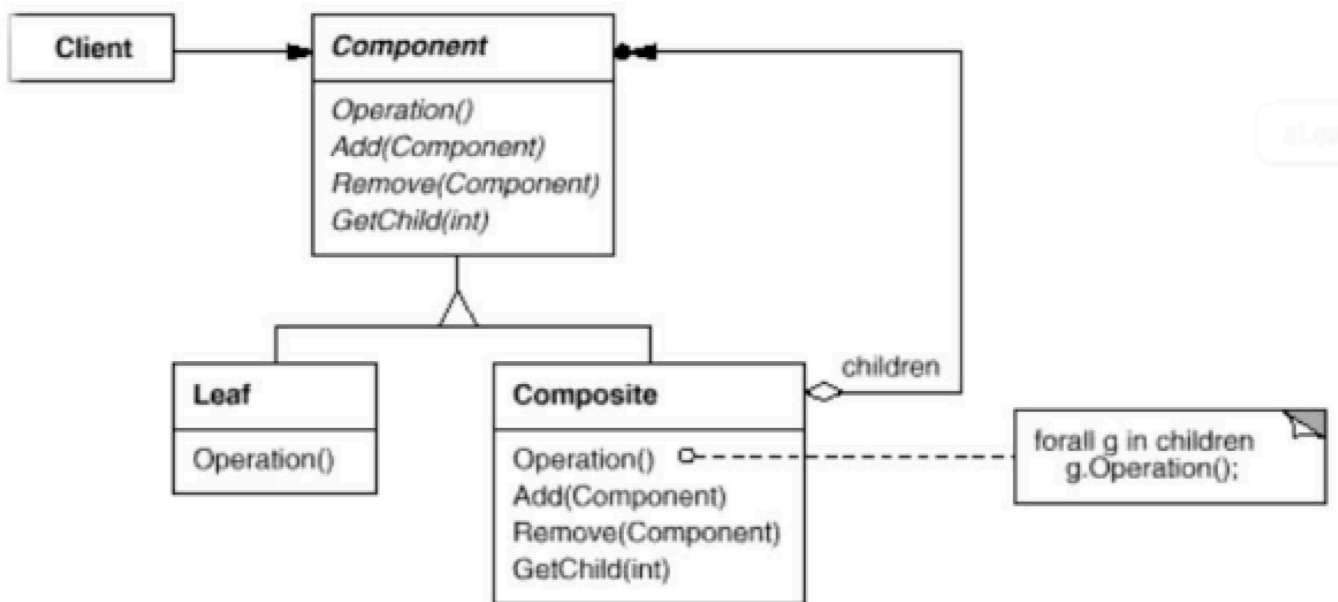 Client
Component
Operation()
Add(Component)
Remove(Component)
GetChild(int)
children
Leaf
Operation()
Composite
Operation()
Add(Component)
Remove(Component)
GetChild(int)
forall g in children
g.Operation();